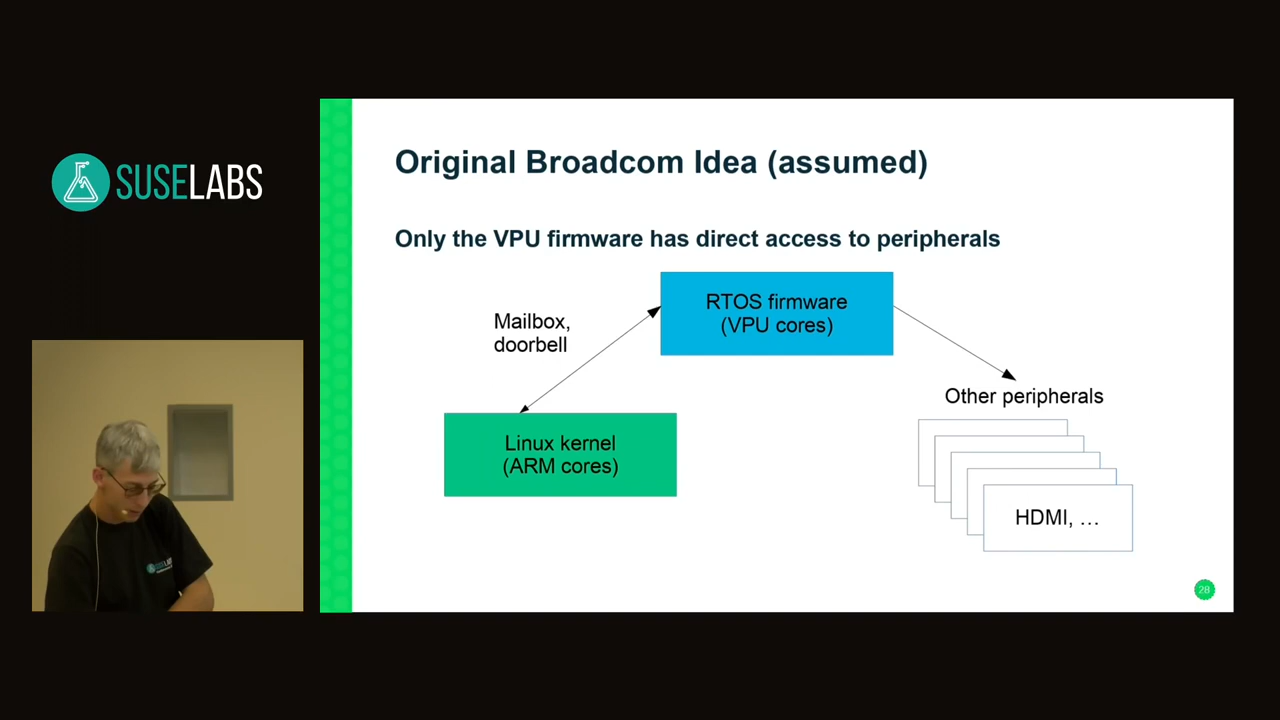 SUSELABS
Original Broadcom Idea (assumed)
Only the VPU firmware has direct access to peripherals
RTOS firmware
(VPU cores)
Mailbox,
doorbell
Other peripherals
Linux kernel
(ARM cores)
HDMI, …
28
SUSELABS